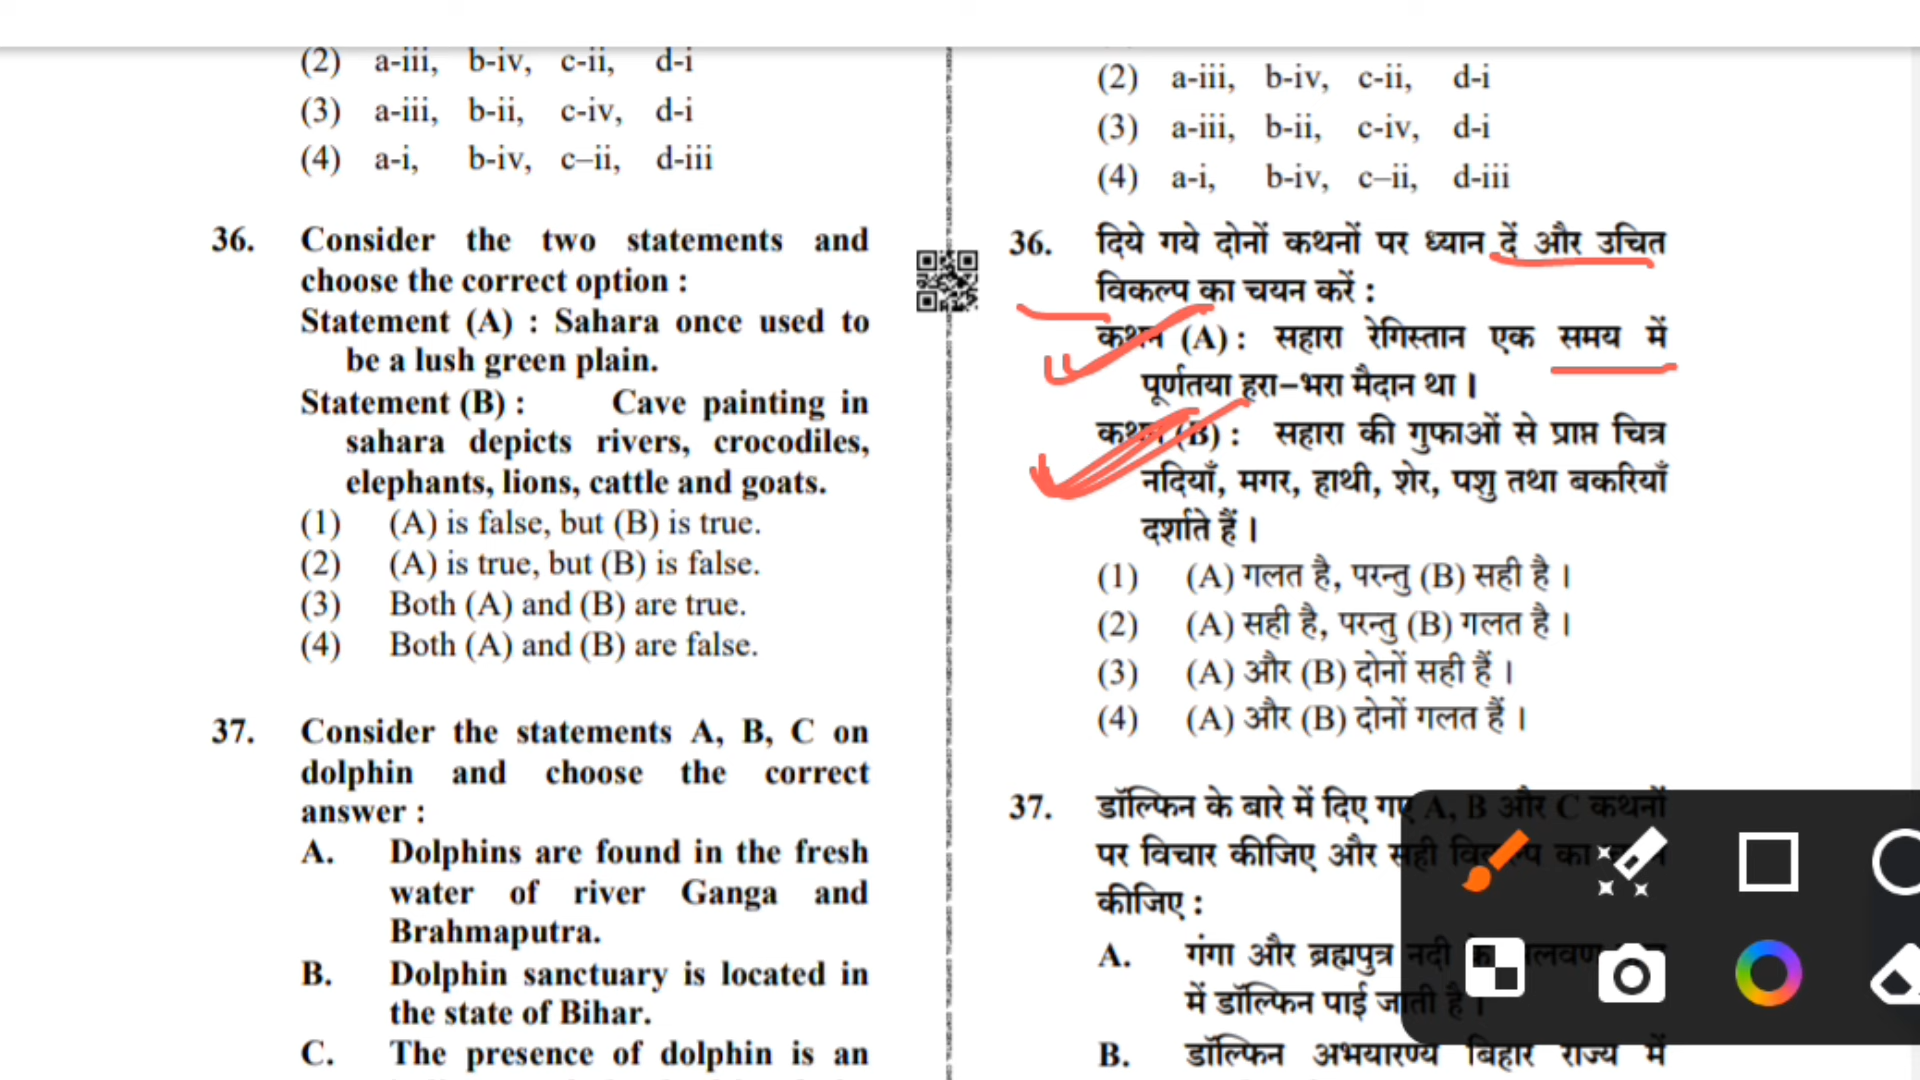 (2) a-iii, b-iv, c-ii, d-i
(3) a-iii, b-ii, c-iv, d-i
(4) a-i, b-iv, c–ii, d-iii
36. Consider the two statements and
choose the correct option :
Statement (A) : Sahara once used to
be a lush green plain.
Statement (B) : Cave painting in
sahara depicts rivers, crocodiles,
elephants, lions, cattle and goats.
(1) (A) is false, but (B) is true.
(2) (A) is true, but (B) is false.
(3) Both (A) and (B) are true.
(4) Both (A) and (B) are false.
37. Consider the statements A, B, C on
dolphin and choose the correct
answer :
A. Dolphins are found in the fresh
water of river Ganga and
Brahmaputra.
B. Dolphin sanctuary is located in
the state of Bihar.
C. The presence of dolphin is an
(2) a-iii, b-iv, c-ii, d-i
(3) a-iii, b-ii, c-iv, d-i
(4) a-i, b-iv, c–ii, d-iii
36. दिये गये दोनों कथनों पर ध्यान दें और उचित
विकल्प का चयन करें :
कथन (A) : सहारा रेगिस्तान एक समय में
पूर्णतया हरा–भरा मैदान था ।
कथन (B) : सहारा की गुफाओं से प्राप्त चित्र
नदियाँ, मगर, हाथी, शेर, पशु तथा बकरियाँ
दर्शाते हैं ।
(1) (A) गलत है, परन्तु (B) सही है ।
(2) (A) सही है, परन्तु (B) गलत है ।
(3) (A) और (B) दोनों सही हैं ।
(4) (A) और (B) दोनों गलत हैं ।
37. डॉल्फिन के बारे में दिए गए A, B और C कथनों
पर विचार कीजिए और सही विकल्प का
कीजिए :
A. गंगा और ब्रह्मपुत्र नदी के
में डॉल्फिन पाई जाती है ।
B. डॉल्फिन अभयारण्य बिहार राज्य में